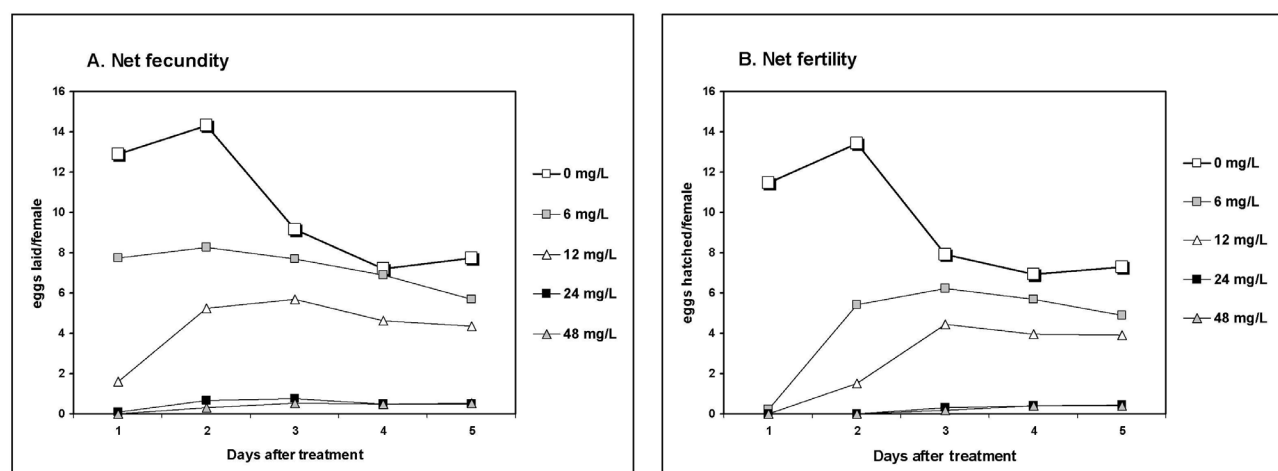 A. Net fecundity
16
14
12
10
8
6
4
2
0
eggs laid/female
1 2 3 4 5
Days after treatment
0 mg/L
6 mg/L
12 mg/L
24 mg/L
48 mg/L
B. Net fertility
16
14
12
10
8
6
4
2
0
eggs hatched/female
1 2 3 4 5
Days after treatment
0 mg/L
6 mg/L
12 mg/L
24 mg/L
48 mg/L